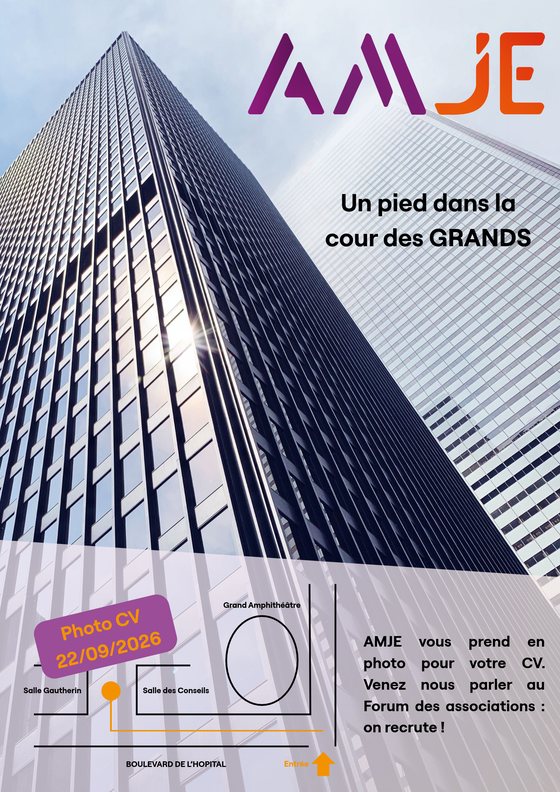 AMJE
Un pied dans la
cour des GRANDS
Photo CV
22/09/2026
Grand Amphithéâtre
Salle Gautherin
Salle des Conseils
BOULEVARD DE L'HOPITAL
Entrée
AMJE vous prend en
photo pour votre CV.
Venez nous parler au
Forum des associations :
on recrute !